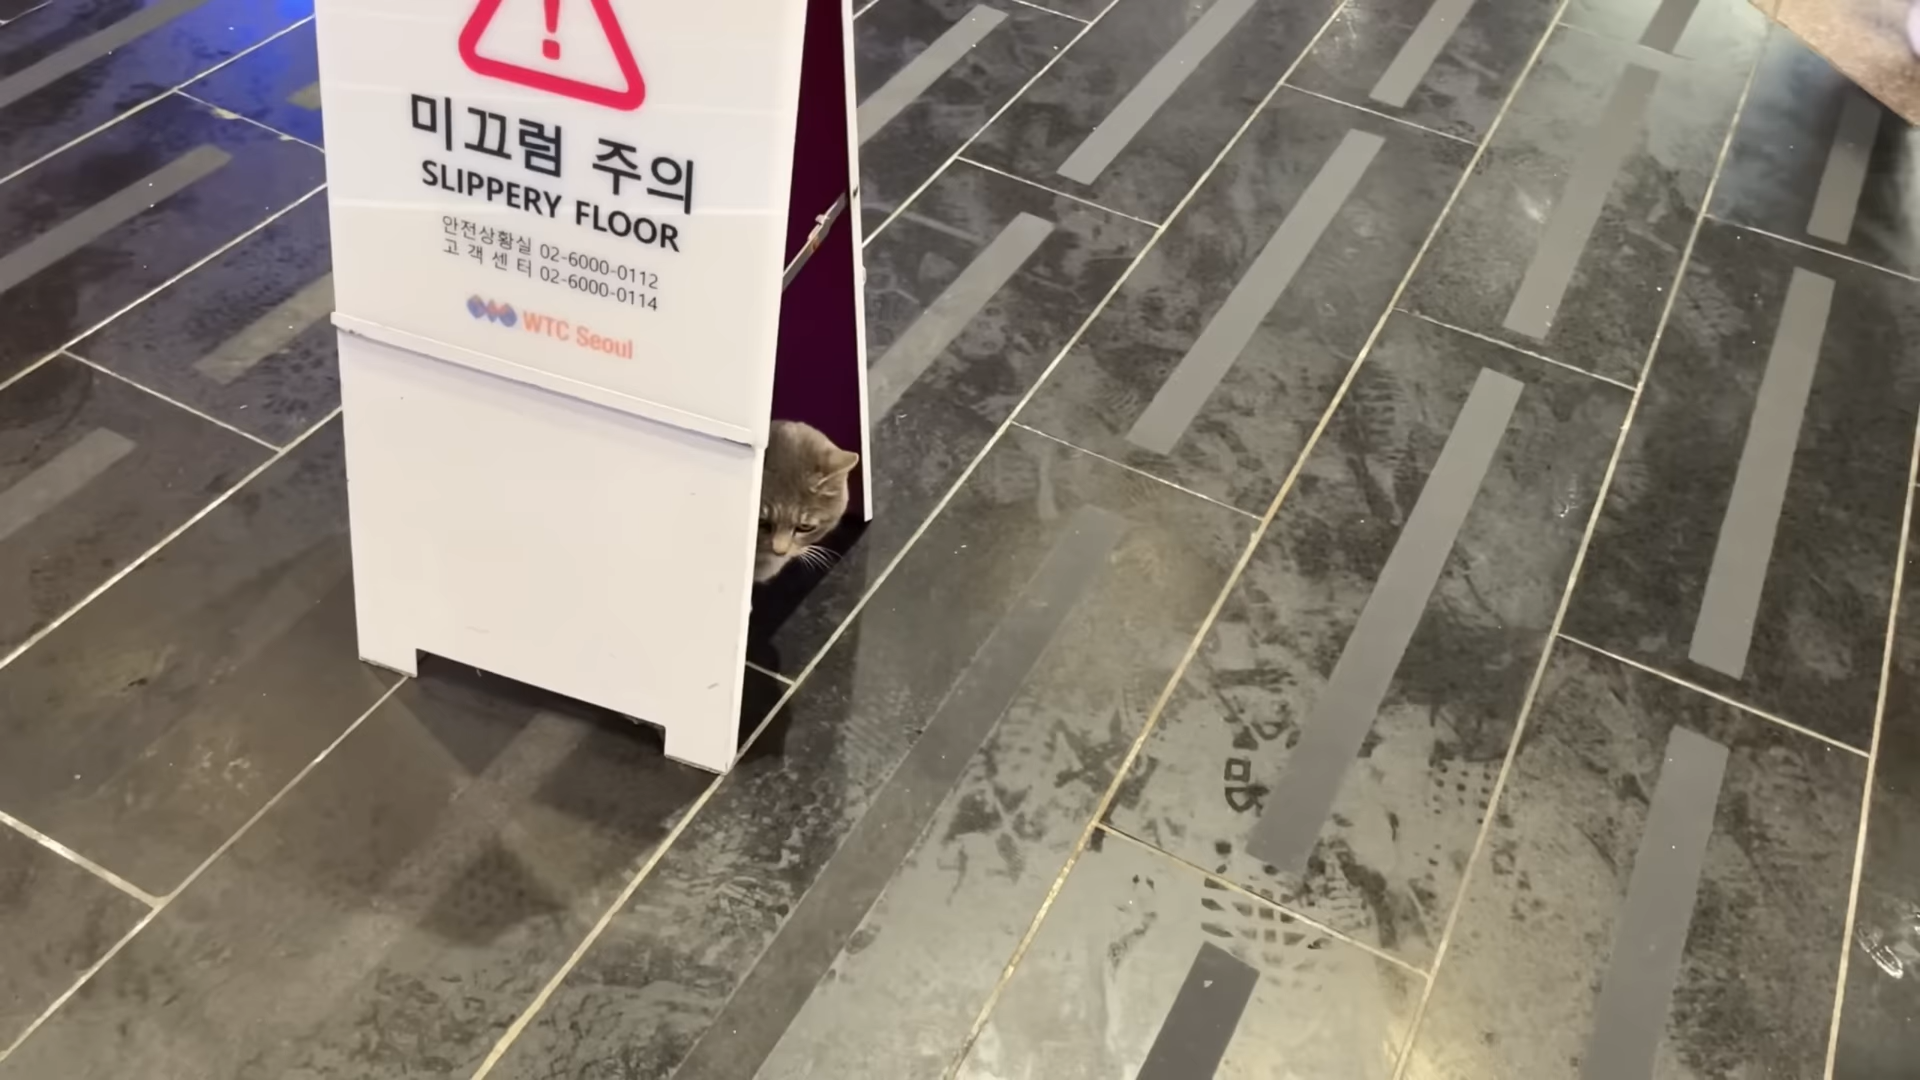 미끄럼 주의
SLIPPERY FLOOR
안전상황실 02-6000-0112
고 객 센 터 02-6000-0114
WTC Seoul